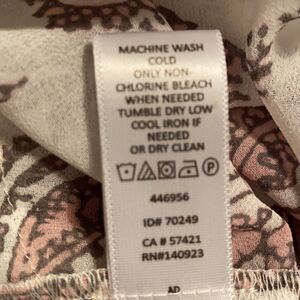 MACHINE WASH
COLD
ONLY NON-
CHLORINE BLEACH
WHEN NEEDED
TUMBLE DRY LOW
COOL IRON IF
NEEDED
OR DRY CLEAN
P
446956
ID# 70249
CA # 57421
RN#140923
AD